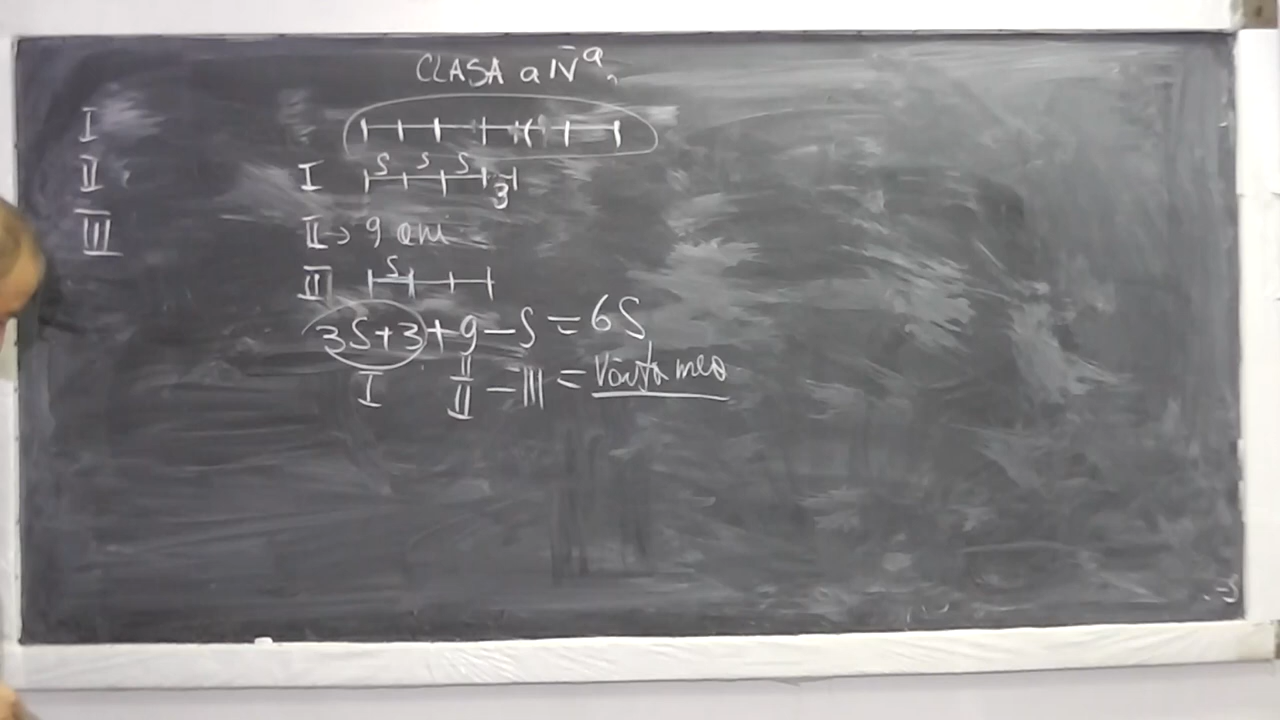 CLASA a IV a
I
II
III
I S S S 3
II → 9 ani
III S
3S+3+9-S=6S
I II - III = Vârsta mea